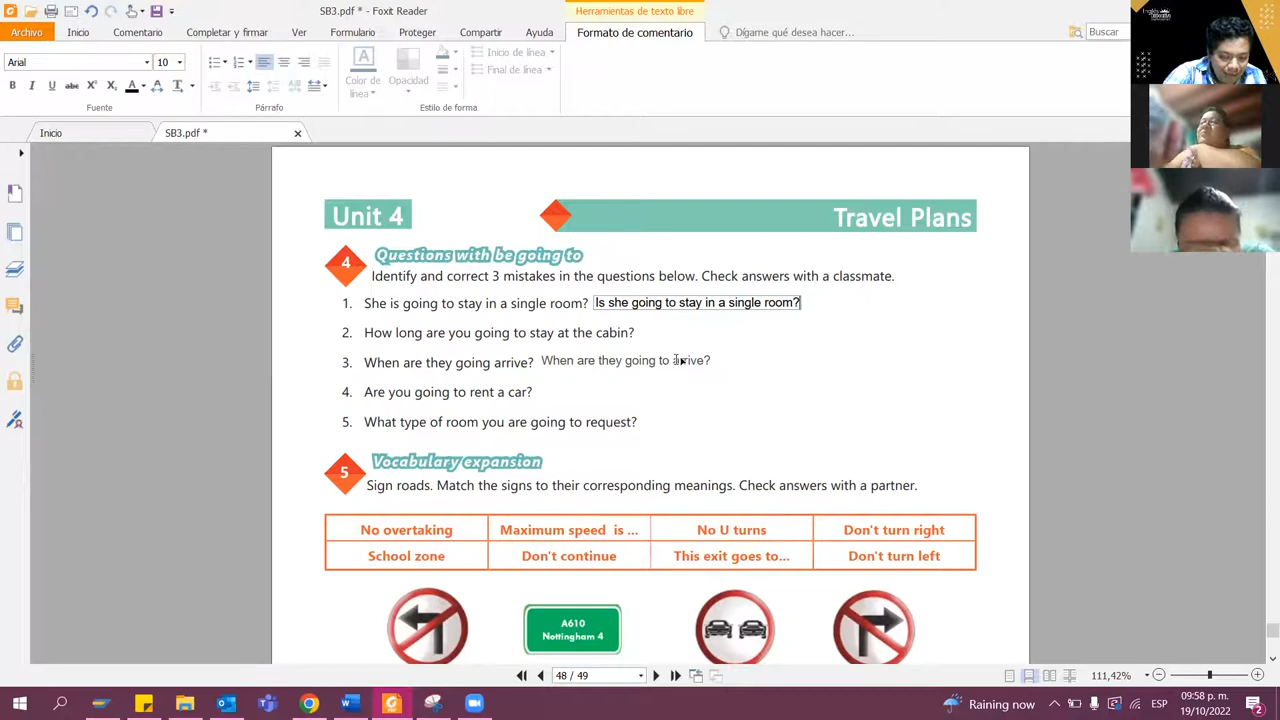 SB3.pdf * - Foxit Reader
Herramientas de texto libre
Archivo Inicio Comentario Completar y firmar Ver Formulario Proteger Compartir Ayuda Formato de comentario Dígame qué desea hacer... Buscar
Arial 10
Color de línea
Opacidad
Inicio de línea
Final de línea
Fuente Párrafo Estilo de forma
Inicio SB3.pdf *
Unit 4 Travel Plans
4 Questions with be going to
Identify and correct 3 mistakes in the questions below. Check answers with a classmate.
1. She is going to stay in a single room? Is she going to stay in a single room?
2. How long are you going to stay at the cabin?
3. When are they going arrive? When are they going to arrive?
4. Are you going to rent a car?
5. What type of room you are going to request?
5 Vocabulary expansion
Sign roads. Match the signs to their corresponding meanings. Check answers with a partner.
No overtaking Maximum speed is ... No U turns Don't turn right
School zone Don't continue This exit goes to... Don't turn left
A610
Nottingham 4
48 / 49
111,42%
Raining now
ESP
09:58 p. m.
19/10/2022
2